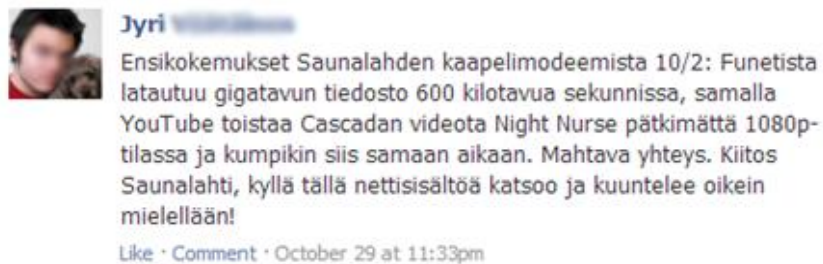 Jyri
Ensikokemukset Saunalahden kaapelimodeemista 10/2: Funetista
latautuu gigatavun tiedosto 600 kilotavua sekunnissa, samalla
YouTube toistaa Cascadan videota Night Nurse pätkimättä 1080p-
tilassa ja kumpikin siis samaan aikaan. Mahtava yhteys. Kiitos
Saunalahti, kyllä tällä nettisisältöä katsoo ja kuuntelee oikein
mielellään!
Like · Comment · October 29 at 11:33pm